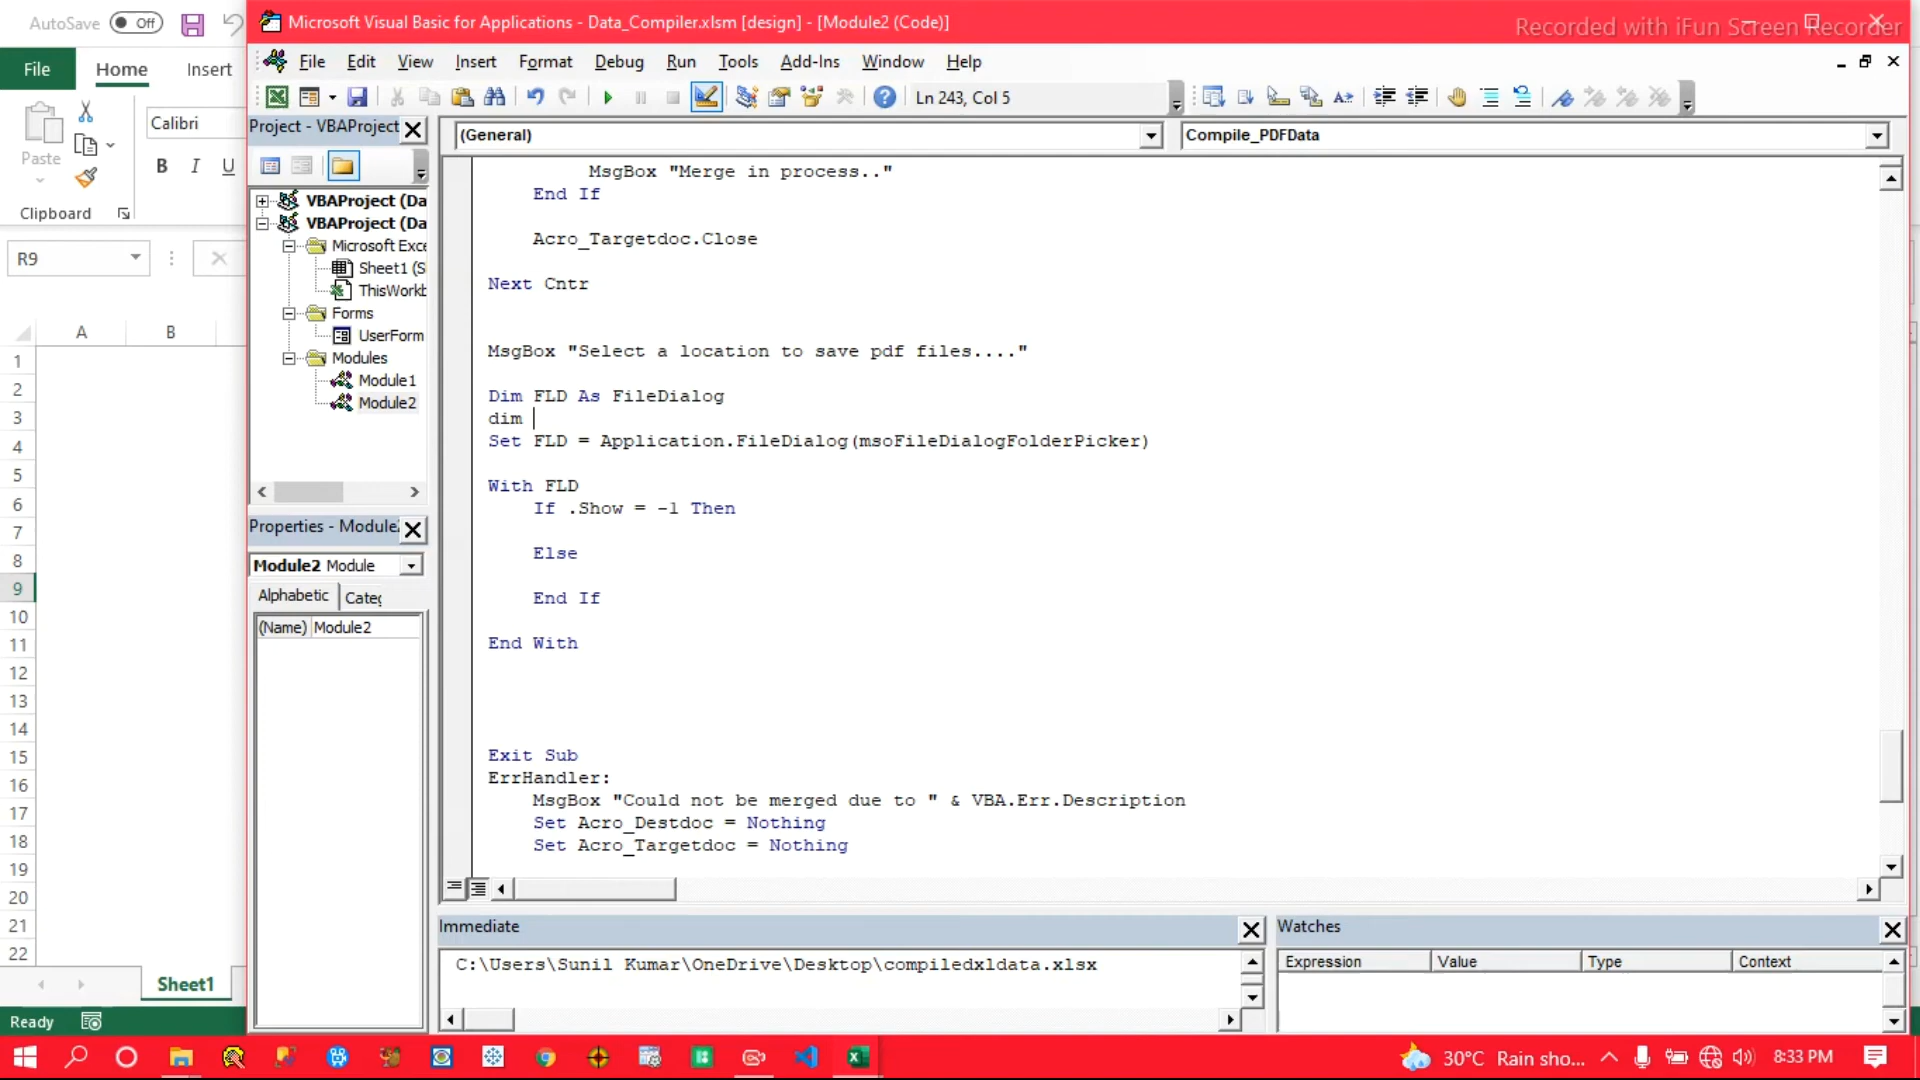 AutoSave Off
Microsoft Visual Basic for Applications - Data_Compiler.xlsm [design] - [Module2 (Code)]
Recorded with iFun Screen Recorder
File Home Insert
File Edit View Insert Format Debug Run Tools Add-Ins Window Help
Ln 243, Col 5
Paste
Calibri
B I U
Clipboard
R9
A B
1
2
3
4
5
6
7
8
9
10
11
12
13
14
15
16
17
18
19
20
21
22
Sheet1
Ready
Project - VBAProject
VBAProject (Da
VBAProject (Da
Microsoft Exce
Sheet1 (S
ThisWorkb
Forms
UserForm
Modules
Module1
Module2
Properties - Module
Module2 Module
Alphabetic Categ
(Name) Module2
(General)
Compile_PDFData
MsgBox "Merge in process.."
End If
Acro_Targetdoc.Close
Next Cntr
MsgBox "Select a location to save pdf files...."
Dim FLD As FileDialog
dim
Set FLD = Application.FileDialog(msoFileDialogFolderPicker)
With FLD
If .Show = -1 Then
Else
End If
End With
Exit Sub
ErrHandler:
MsgBox "Could not be merged due to " & VBA.Err.Description
Set Acro_Destdoc = Nothing
Set Acro_Targetdoc = Nothing
Immediate
C:\Users\Sunil Kumar\OneDrive\Desktop\compiledxldata.xlsx
Watches
Expression Value Type Context
30°C Rain sho...
8:33 PM